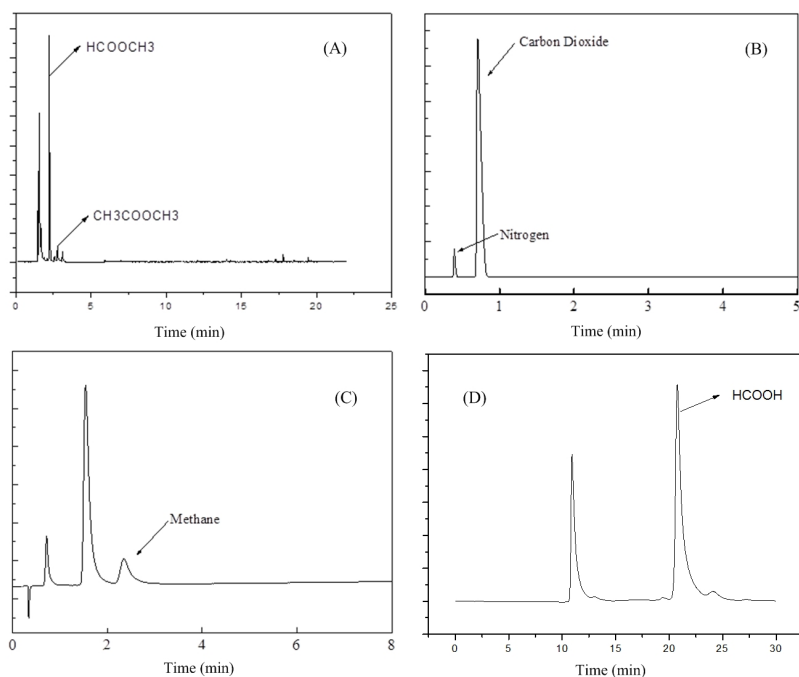 HCOOCH3
(A)
CH3COOCH3
0 5 10 15 20 25
Time (min)
Carbon Dioxide
(B)
Nitrogen
0 1 2 3 4 5
Time (min)
(C)
Methane
0 2 4 6 8
Time (min)
(D)
HCOOH
0 5 10 15 20 25 30
Time (min)